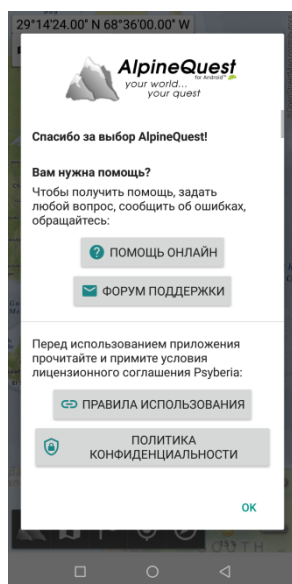 29°14'24.00" N 68°36'00.00" W
AlpineQuest
for Android™
your world...
your quest
Спасибо за выбор AlpineQuest!
Вам нужна помощь?
Чтобы получить помощь, задать
любой вопрос, сообщить об ошибках,
обращайтесь:
ПОМОЩЬ ОНЛАЙН
ФОРУМ ПОДДЕРЖКИ
Перед использованием приложения
прочитайте и примите условия
лицензионного соглашения Psyberia:
ПРАВИЛА ИСПОЛЬЗОВАНИЯ
ПОЛИТИКА
КОНФИДЕНЦИАЛЬНОСТИ
OK
SOUTH